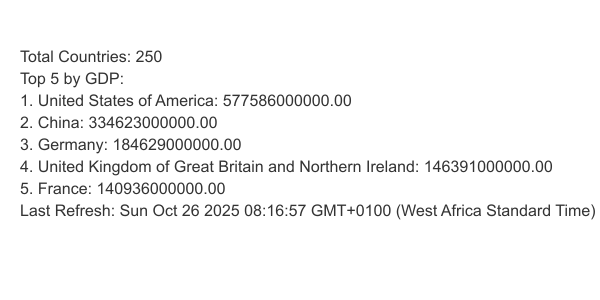 Total Countries: 250
Top 5 by GDP:
1. United States of America: 577586000000.00
2. China: 334623000000.00
3. Germany: 184629000000.00
4. United Kingdom of Great Britain and Northern Ireland: 146391000000.00
5. France: 140936000000.00
Last Refresh: Sun Oct 26 2025 08:16:57 GMT+0100 (West Africa Standard Time)